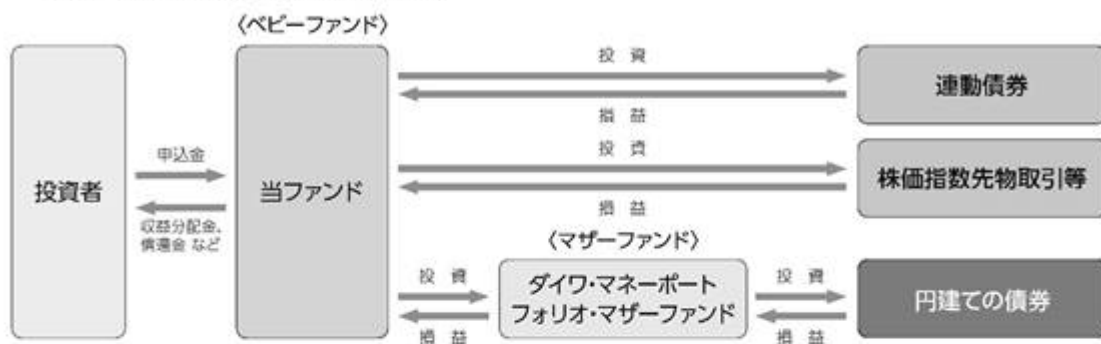 〈ベビーファンド〉
投資者
申込金
収益分配金、
償還金 など
当ファンド
投 資
損 益
連動債券
投 資
損 益
株価指数先物取引等
〈マザーファンド〉
投 資
損 益
ダイワ・マネーポート
フォリオ・マザーファンド
投 資
損 益
円建ての債券